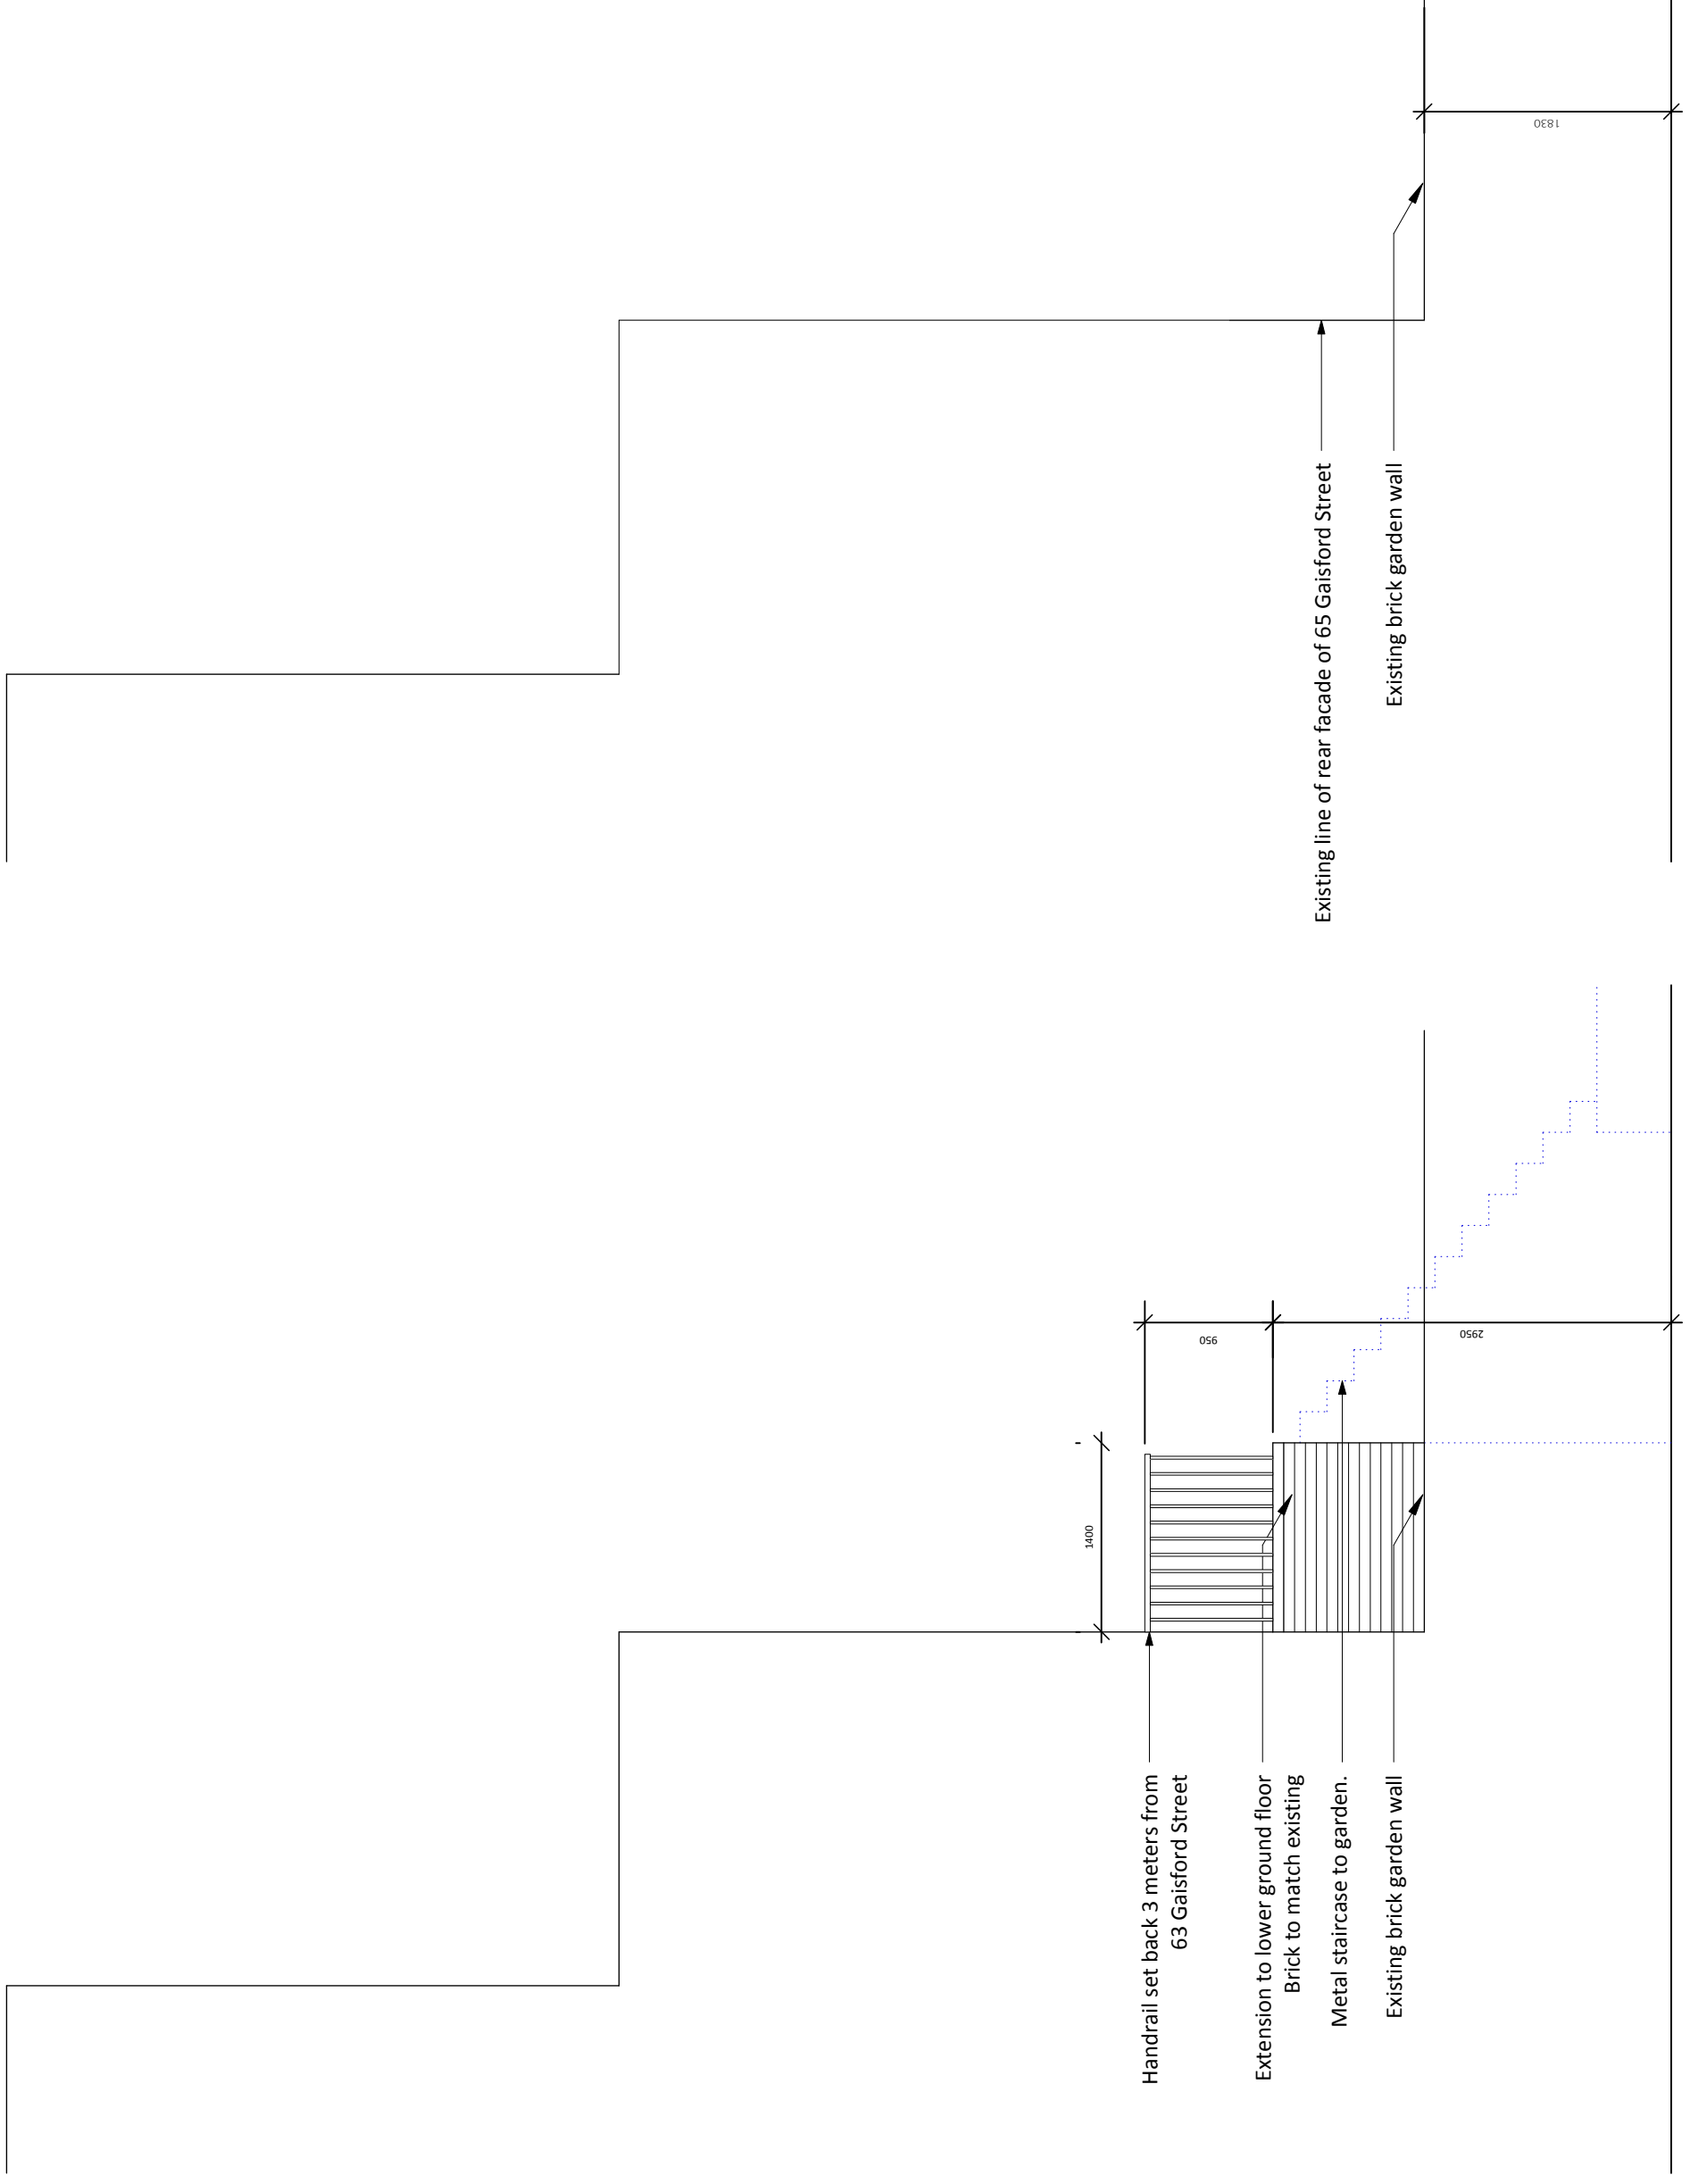 Handrail set back 3 meters from
63 Gaisford Street
Extension to lower ground floor
Brick to match existing
Metal staircase to garden.
Existing brick garden wall
1400
950
2950
Existing line of rear facade of 65 Gaisford Street
Existing brick garden wall
1830